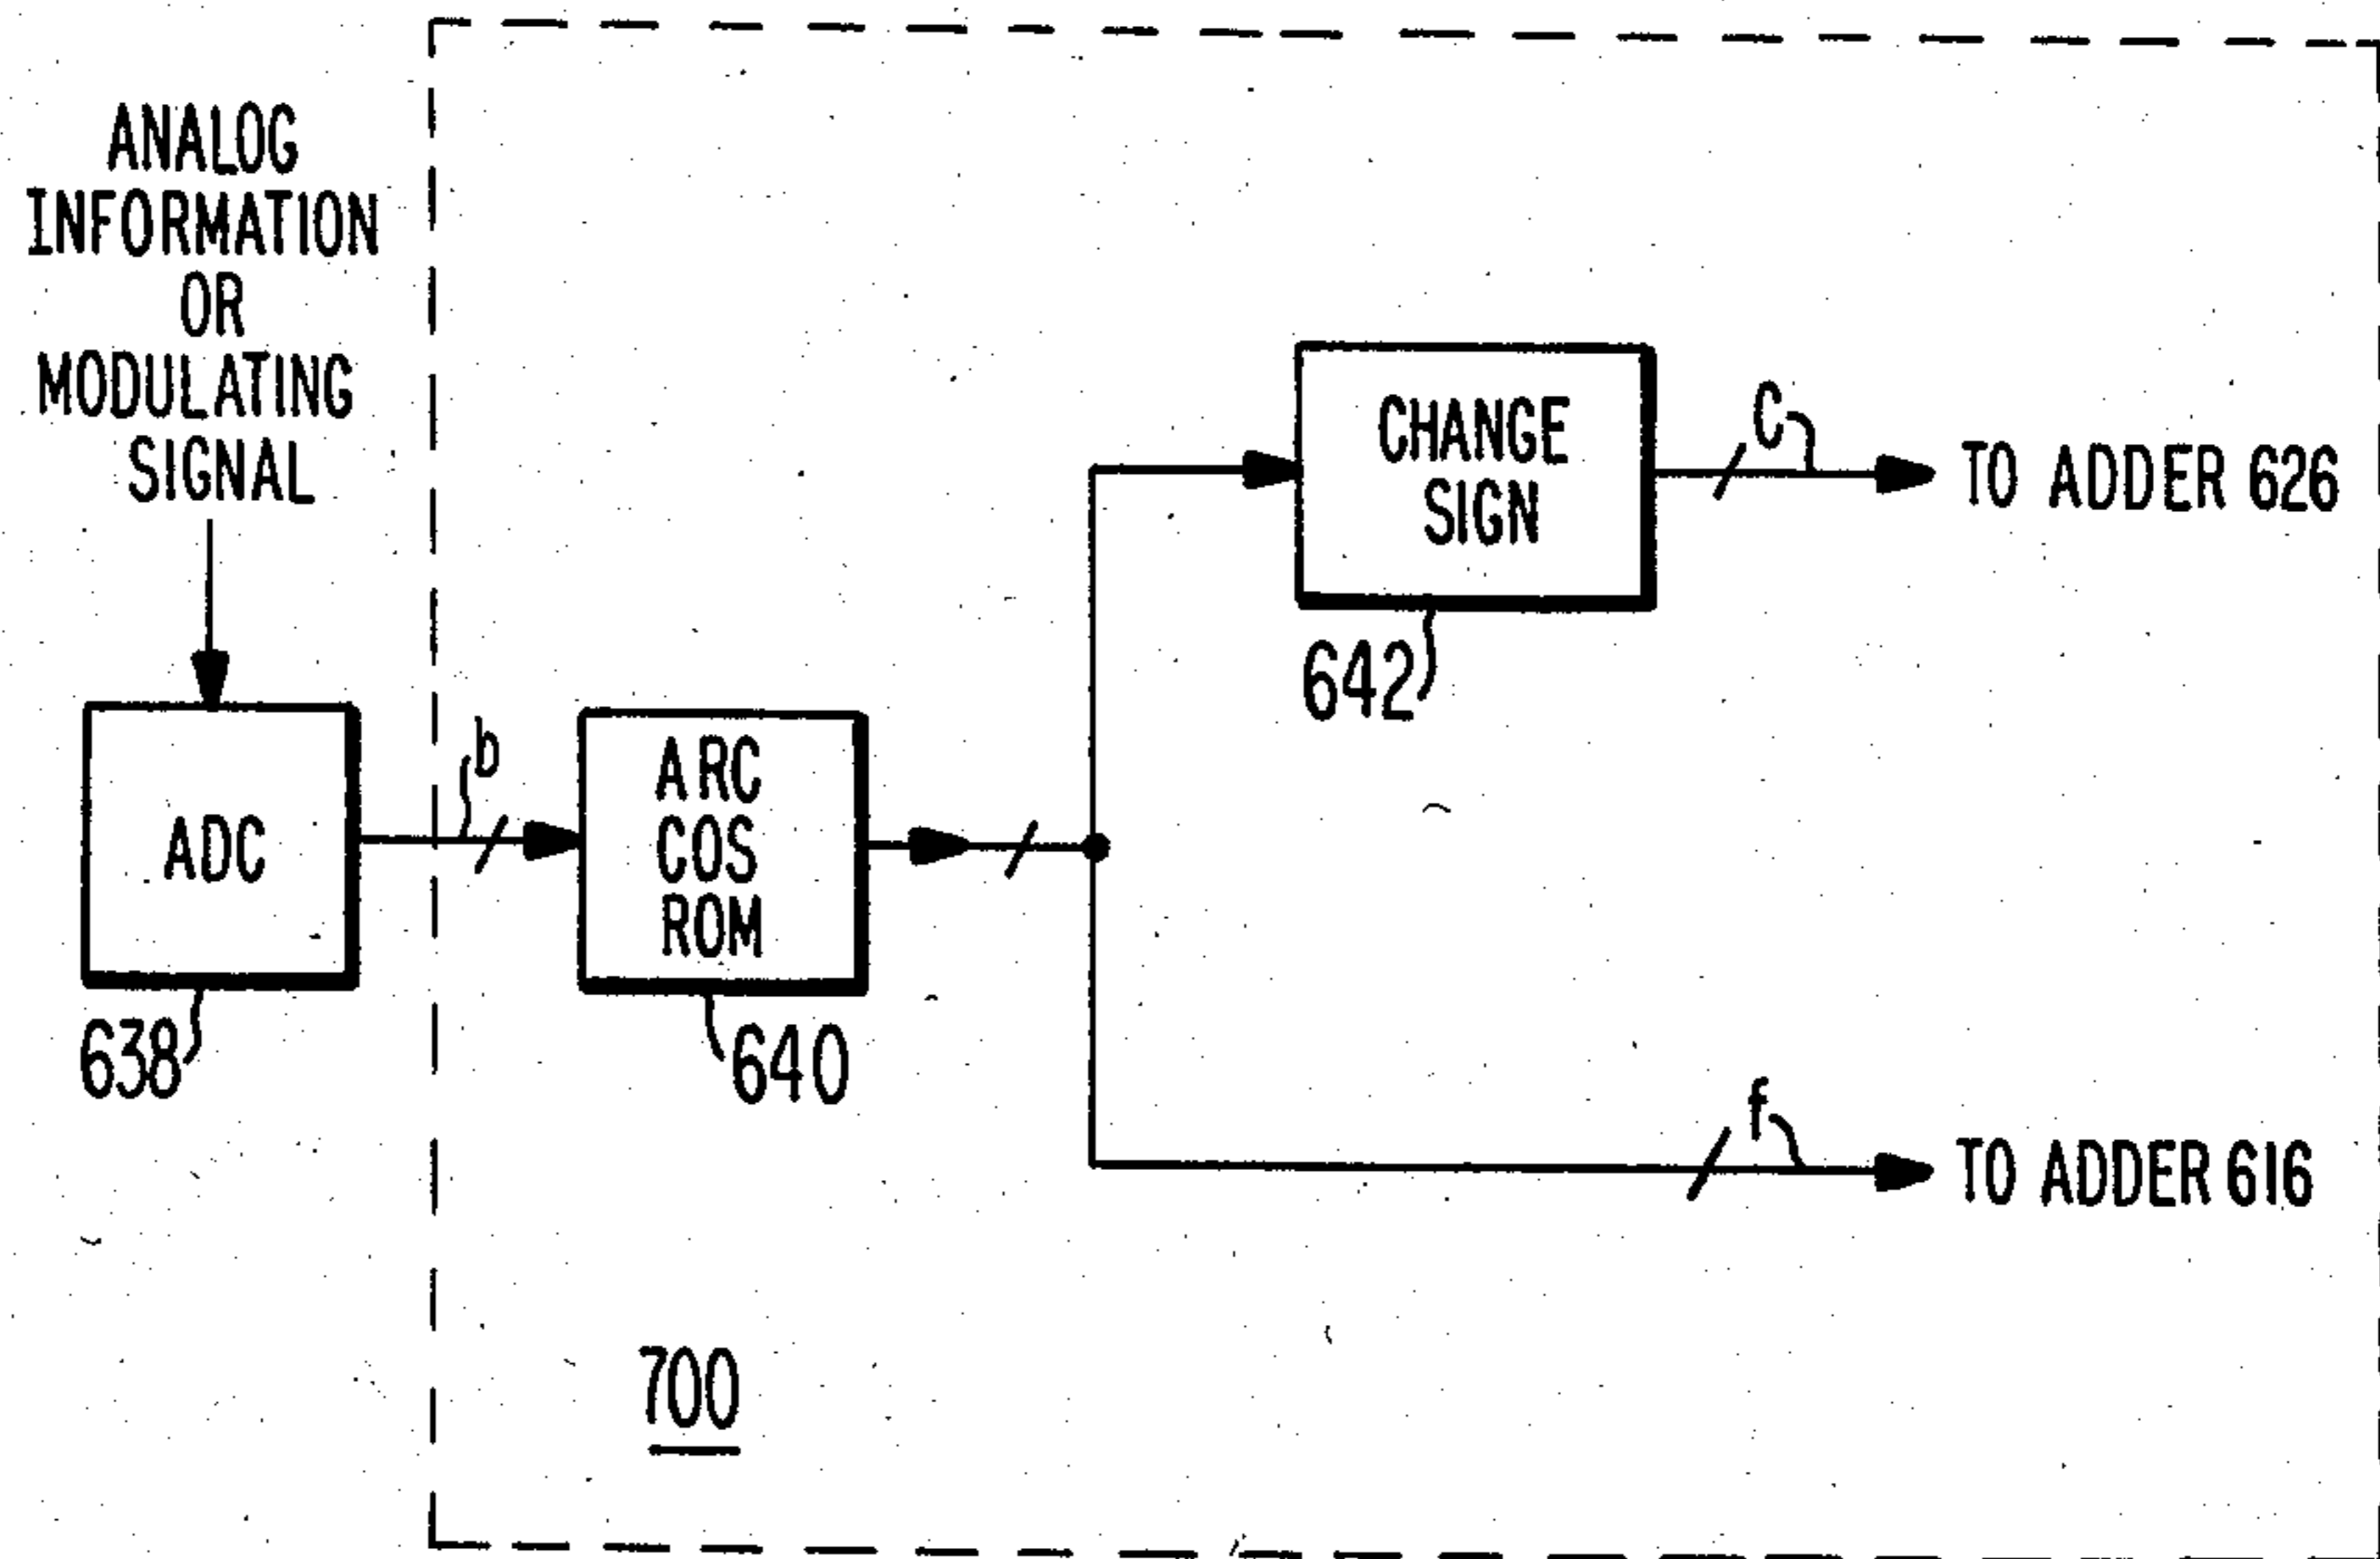 ANALOG
INFORMATION
OR
MODULATING
SIGNAL
ADC
638
b
ARC
COS
ROM
640
CHANGE
SIGN
642
C
TO ADDER 626
f
TO ADDER 616
700